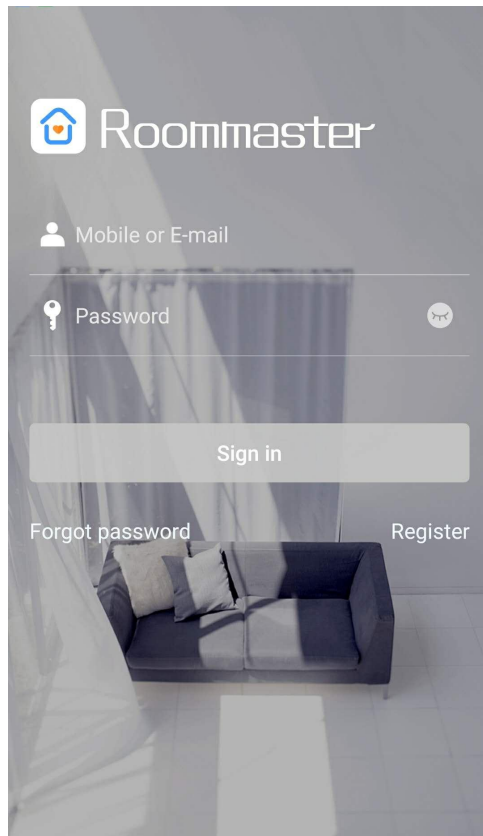 Roommaster
Mobile or E-mail
Password
Sign in
Forgot password
Register